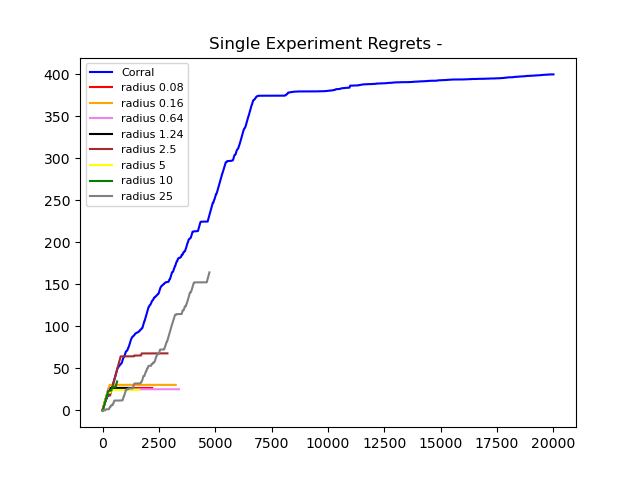 Single Experiment Regrets -
400
350
300
250
200
150
100
50
0
Corral
radius 0.08
radius 0.16
radius 0.64
radius 1.24
radius 2.5
radius 5
radius 10
radius 25
0 2500 5000 7500 10000 12500 15000 17500 20000